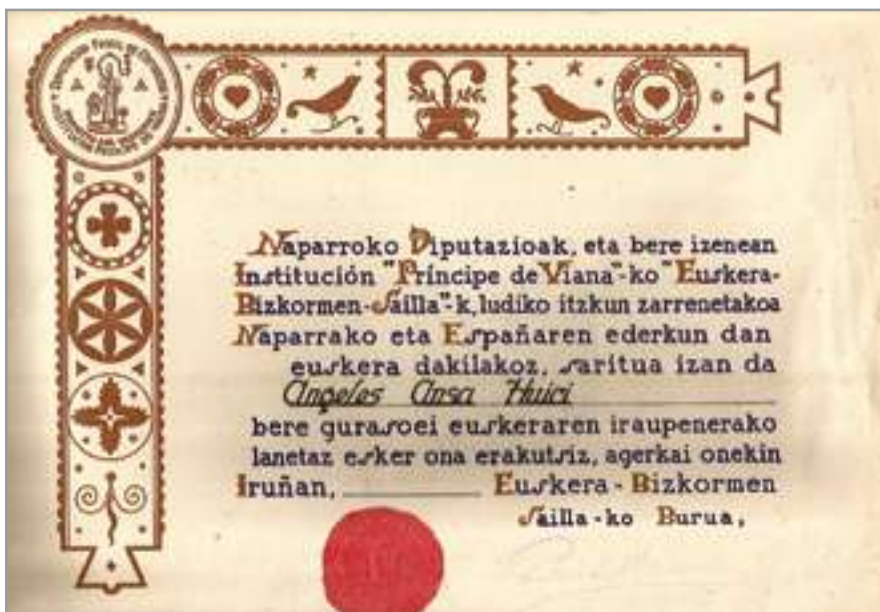 Naparroko Diputazioak, eta bere izenean
Institución "Príncipe de Viana"-ko "Euskera-
Bizkormen-Sailla"-k, ludiko itzkun zarrenetakoa
Naparrako eta Españaren ederkun dan
euskera dakilakoz, saritua izan da
Angeles Ansa Huici
bere gurasoei euskeraren iraupenerako
lanetaz esker ona erakutsiz, agerkai onekin
Iruñan, Euskera-Bizkormen
Sailla-ko Burua,